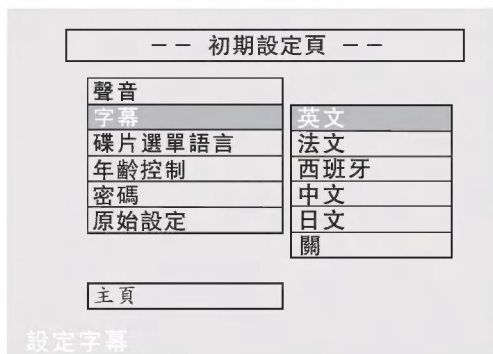 －－ 初期設定頁 －－
聲音
字幕
碟片選單語言
年齡控制
密碼
原始設定
英文
法文
西班牙
中文
日文
關
主頁
設定字幕